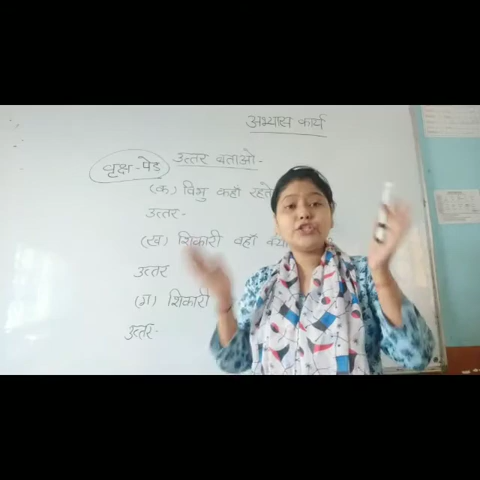 अभ्यास कार्य
वृक्ष-पेड़ उत्तर बताओ-
(क) विभु कहाँ रहते
उत्तर-
(ख) शिकारी वहाँ
उत्तर
(ग) शिकारी
उत्तर-